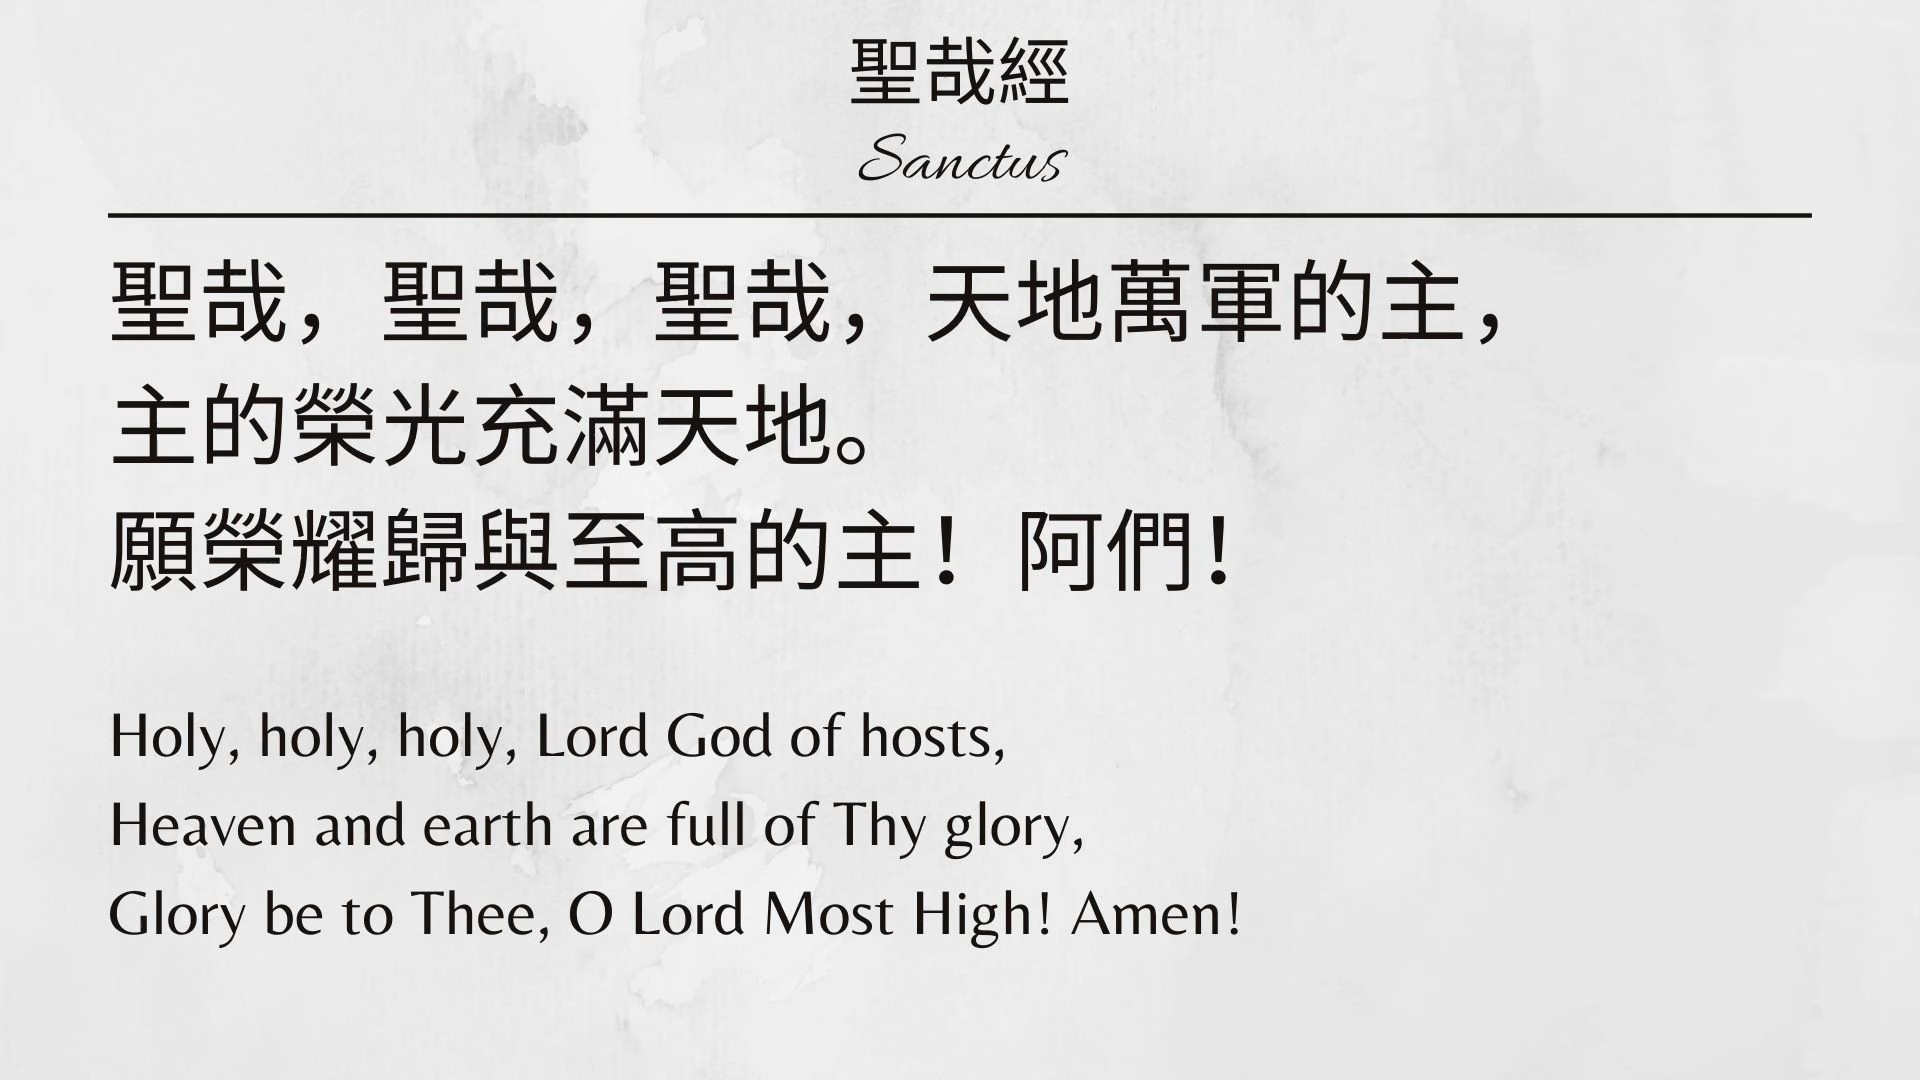 聖哉經
Sanctus
聖哉，聖哉，聖哉，天地萬軍的主，
主的榮光充滿天地。
願榮耀歸與至高的主！阿們！
Holy, holy, holy, Lord God of hosts,
Heaven and earth are full of Thy glory,
Glory be to Thee, O Lord Most High! Amen!